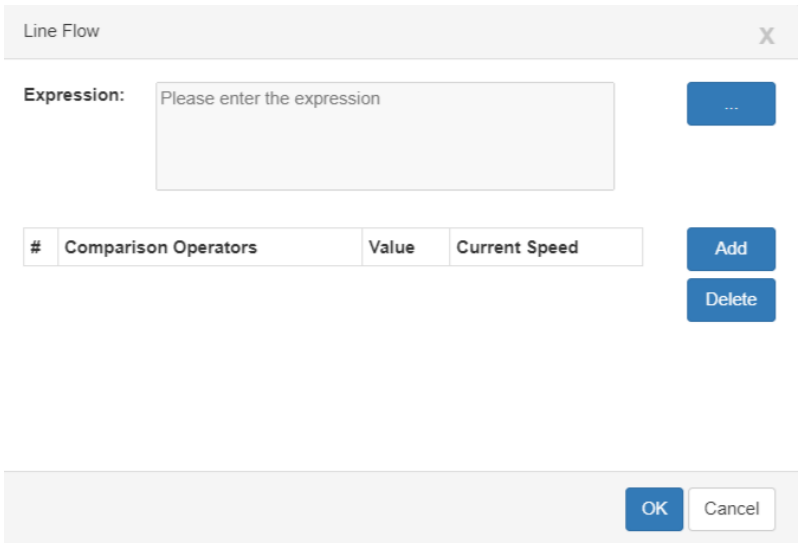 Line Flow X
Expression: Please enter the expression ...
# Comparison Operators Value Current Speed Add
Delete
OK Cancel